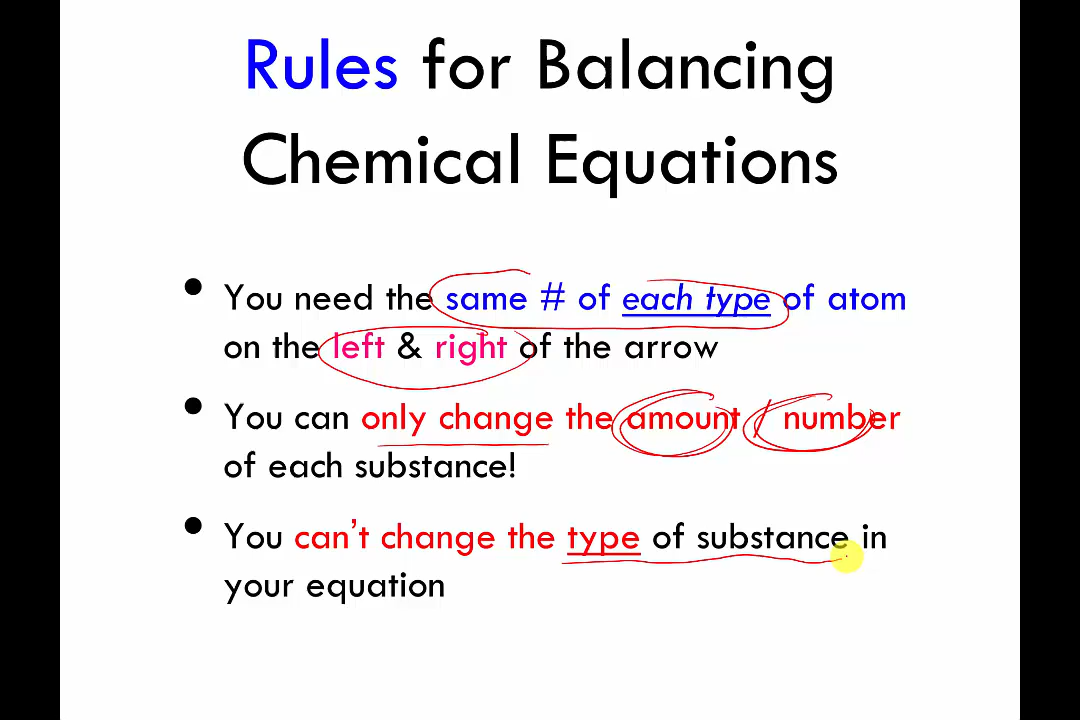 Rules for Balancing
Chemical Equations
• You need the same # of each type of atom
on the left & right of the arrow
• You can only change the amount / number
of each substance!
• You can’t change the type of substance in
your equation